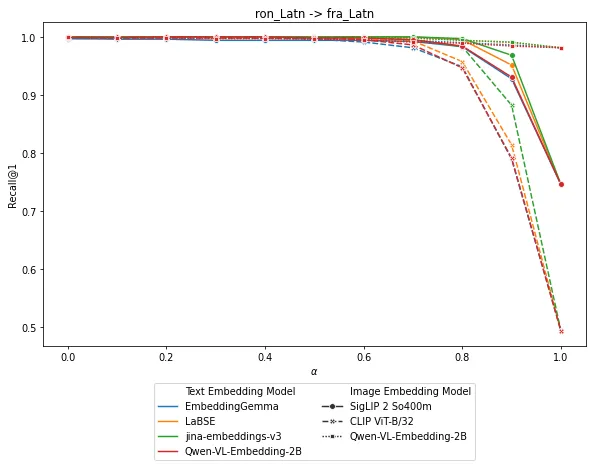 ron_Latn -> fra_Latn
1.0
0.9
0.8
0.7
0.6
0.5
Recall@1
0.0 0.2 0.4 0.6 0.8 1.0
α
Text Embedding Model Image Embedding Model
EmbeddingGemma SigLIP 2 So400m
LaBSE CLIP ViT-B/32
jina-embeddings-v3 Qwen-VL-Embedding-2B
Qwen-VL-Embedding-2B